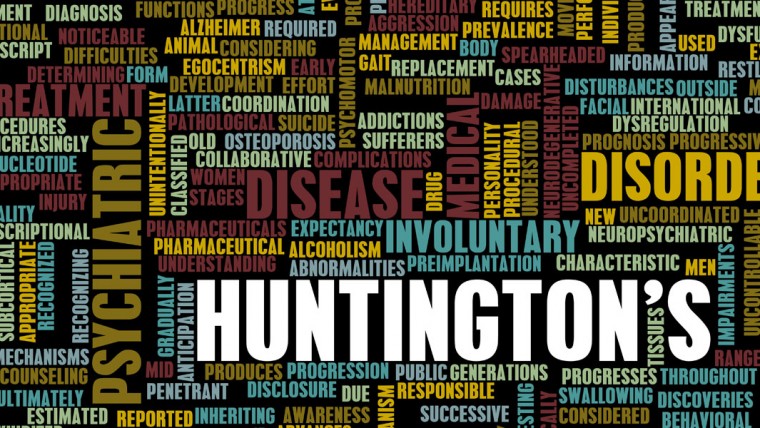 DIAGNOSIS
FUNCTIONS PROGRESS
HEREDITARY
REQUIRES
TREATMENT
NOTICEABLE
ALZHEIMER REQUIRED
AGGRESSION
PREVALENCE
SCRIPT
DIFFICULTIES
ANIMAL CONSIDERING
MANAGEMENT BODY
SPEARHEADED
USED
DETERMINING FORM
EGOCENTRISM EARLY
GAIT REPLACEMENT CASES
INFORMATION
DEVELOPMENT EFFORT
MALNUTRITION
DISTURBANCES OUTSIDE
REATMENT
LATTER COORDINATION
PSYCHOMOTOR
DAMAGE
FACIAL INTERNATIONAL
PATHOLOGICAL SUICIDE
ADDICTIONS
DYSREGULATION
CEDURES
OLD OSTEOPOROSIS
SUFFERERS
PROGNOSIS PROGRESSIV
CREASINGLY
COLLABORATIVE COMPLICATIONS
UCLEOTIDE
WOMEN
DISEASE
DRUG
MEDICAL
PERSONALITY
PROCEDURAL
UNDERSTOOD
NEURODEGENERATIVE
UNCOMPLETED
DISORDE
PROPRIATE
STAGES
INJURY
UNINTENTIONALLY
CLASSIFIED
PSYCHIATRIC
ALITY
PHARMACEUTICALS EXPECTANCY
INVOLUNTARY
NEW UNCOORDINATED
SCRIPTIONAL
PHARMACEUTICAL ALCOHOLISM
NEUROPSYCHIATRIC
UNDERSTANDING
ABNORMALITIES PREIMPLANTATION
CHARACTERISTIC MEN
SUBCORTICAL
APPROPRIATE
RECOGNIZED
RECOGNIZING
GRADUALLY
ANTICIPATION
HUNTINGTON'S
TISSUES
IMPAIRMENTS
UNCONTROLLABLE
MECHANISMS
MID
PRODUCES PROGRESSION PUBLIC GENERATIONS
PROGRESSES THROUGHOUT
RANGE
COUNSELING
PENETRANT
DISCLOSURE DUE
RESPONSIBLE
SWALLOWING DISCOVERIES
ULTIMATELY
ESTIMATED REPORTED INHERITING AWARENESS
ANISM
SUCCESSIVE
ESTING
CALLY
CONSIDERED
BEHAVIORAL